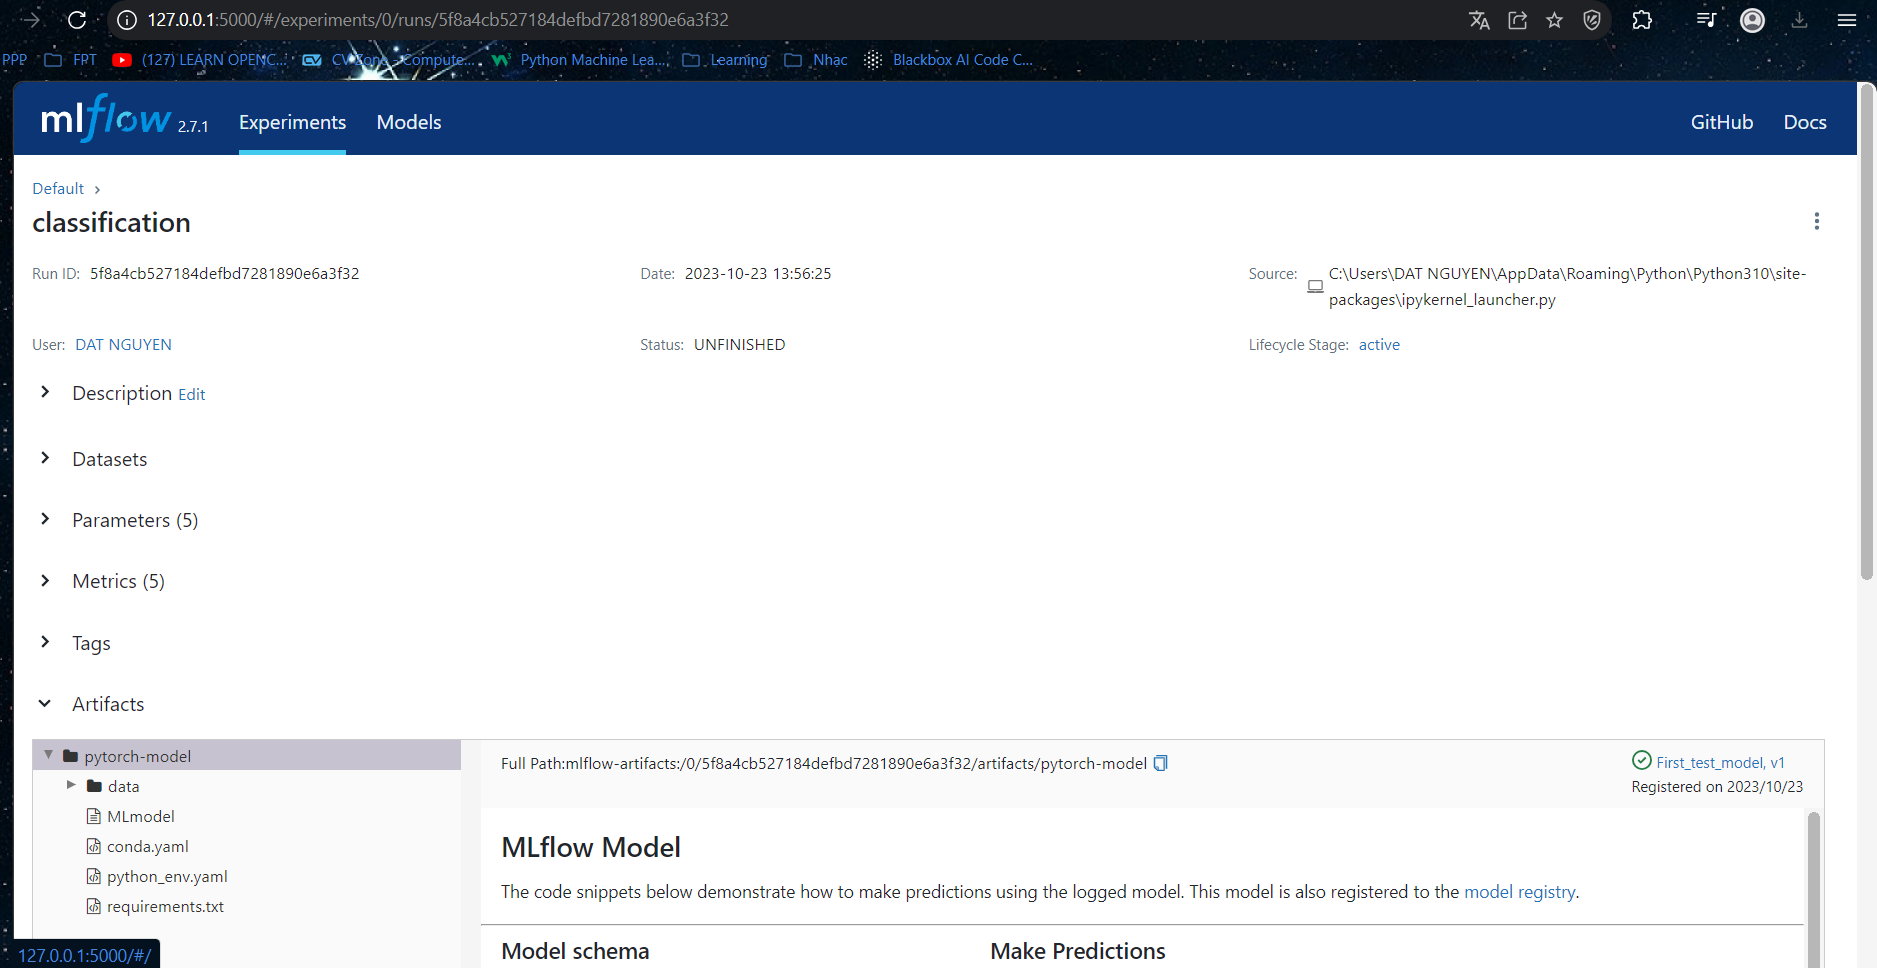 127.0.0.1:5000/#/experiments/0/runs/5f8a4cb527184defbd7281890e6a3f32
PPP FPT (127) LEARN OPENC... CVZone - Compute... Python Machine Lea... Learning Nhạc Blackbox AI Code C...
mlflow 2.7.1 Experiments Models GitHub Docs
Default
classification
Run ID: 5f8a4cb527184defbd7281890e6a3f32 Date: 2023-10-23 13:56:25 Source: C:\Users\DAT NGUYEN\AppData\Roaming\Python\Python310\site-
packages\ipykernel_launcher.py
User: DAT NGUYEN Status: UNFINISHED Lifecycle Stage: active
Description Edit
Datasets
Parameters (5)
Metrics (5)
Tags
Artifacts
pytorch-model
data
MLmodel
conda.yaml
python_env.yaml
requirements.txt
Full Path:mlflow-artifacts:/0/5f8a4cb527184defbd7281890e6a3f32/artifacts/pytorch-model
First_test_model, v1
Registered on 2023/10/23
MLflow Model
The code snippets below demonstrate how to make predictions using the logged model. This model is also registered to the model registry.
Model schema Make Predictions
127.0.0.1:5000/#/